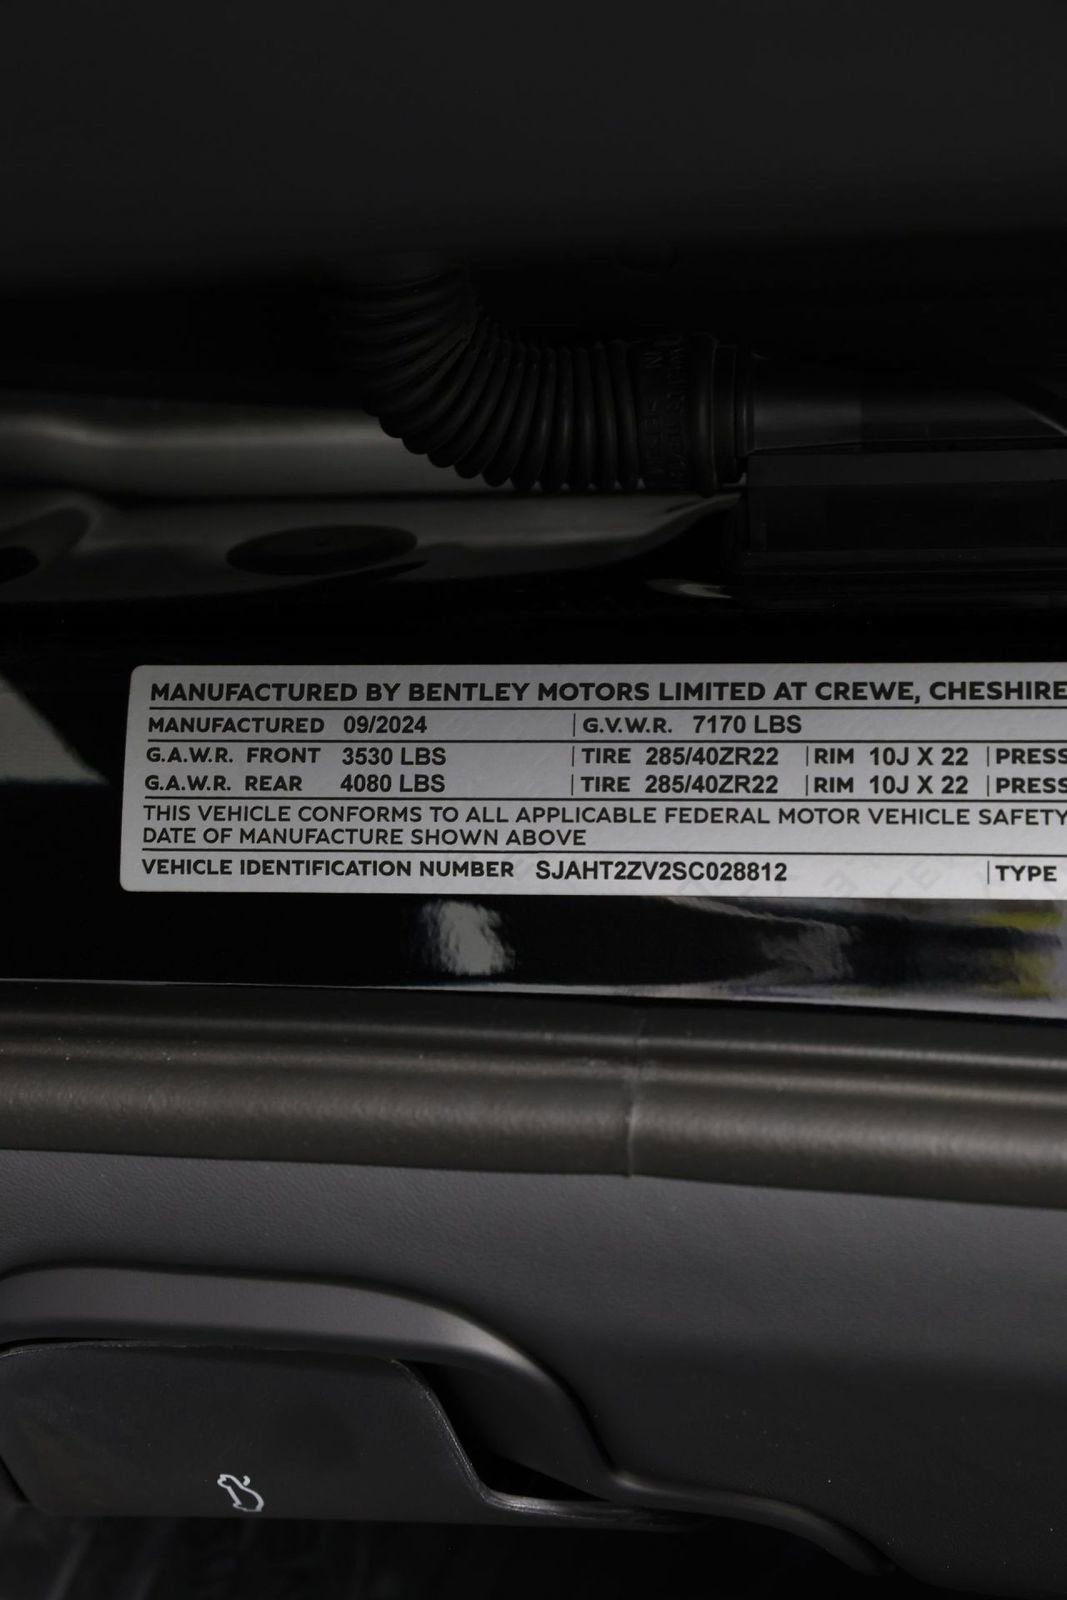 MANUFACTURED BY BENTLEY MOTORS LIMITED AT CREWE, CHESHIRE
MANUFACTURED 09/2024 G.V.W.R. 7170 LBS
G.A.W.R. FRONT 3530 LBS TIRE 285/40ZR22 RIM 10J X 22 PRESS
G.A.W.R. REAR 4080 LBS TIRE 285/40ZR22 RIM 10J X 22 PRESS
THIS VEHICLE CONFORMS TO ALL APPLICABLE FEDERAL MOTOR VEHICLE SAFETY
DATE OF MANUFACTURE SHOWN ABOVE
VEHICLE IDENTIFICATION NUMBER SJAHT2ZV2SC028812 TYPE